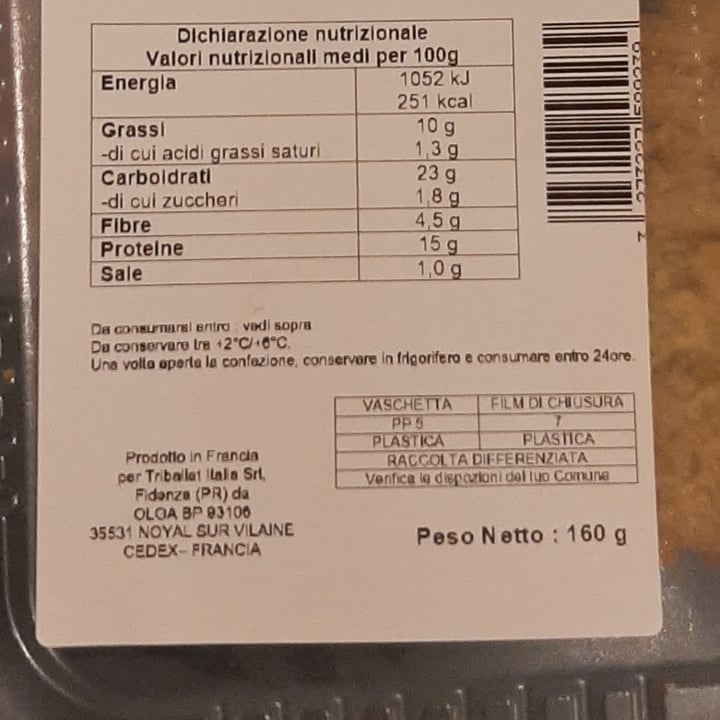 Dichiarazione nutrizionale
Valori nutrizionali medi per 100g
Energia 1052 kJ
251 kcal
Grassi 10 g
-di cui acidi grassi saturi 1,3 g
Carboidrati 23 g
-di cui zuccheri 1,8 g
Fibre 4,5 g
Proteine 15 g
Sale 1,0 g
Da consumarsi entro : vedi sopra
Da conservare tra +2°C/+6°C.
Una volta aperta la confezione, conservare in frigorifero e consumare entro 24ore.
VASCHETTA FILM DI CHIUSURA
PP 5 7
PLASTICA PLASTICA
RACCOLTA DIFFERENZIATA
Verifica le dispozioni del tuo Comune
Prodotto in Francia
per Triballat Italia Srl,
Fidenza (PR) da
OLGA BP 93106
35531 NOYAL SUR VILAINE
CEDEX- FRANCIA
Peso Netto : 160 g